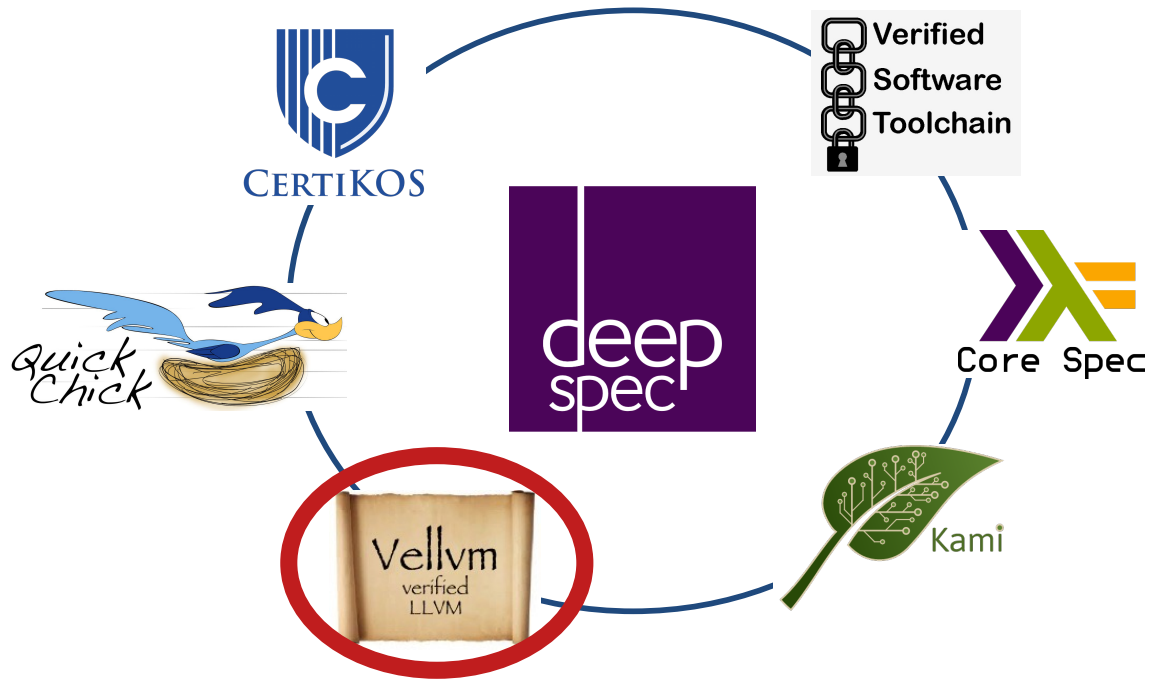 C
CERTIKOS
Verified
Software
Toolchain
Quick
Chick
deep
spec
Core Spec
Vellvm
verified
LLVM
Kami